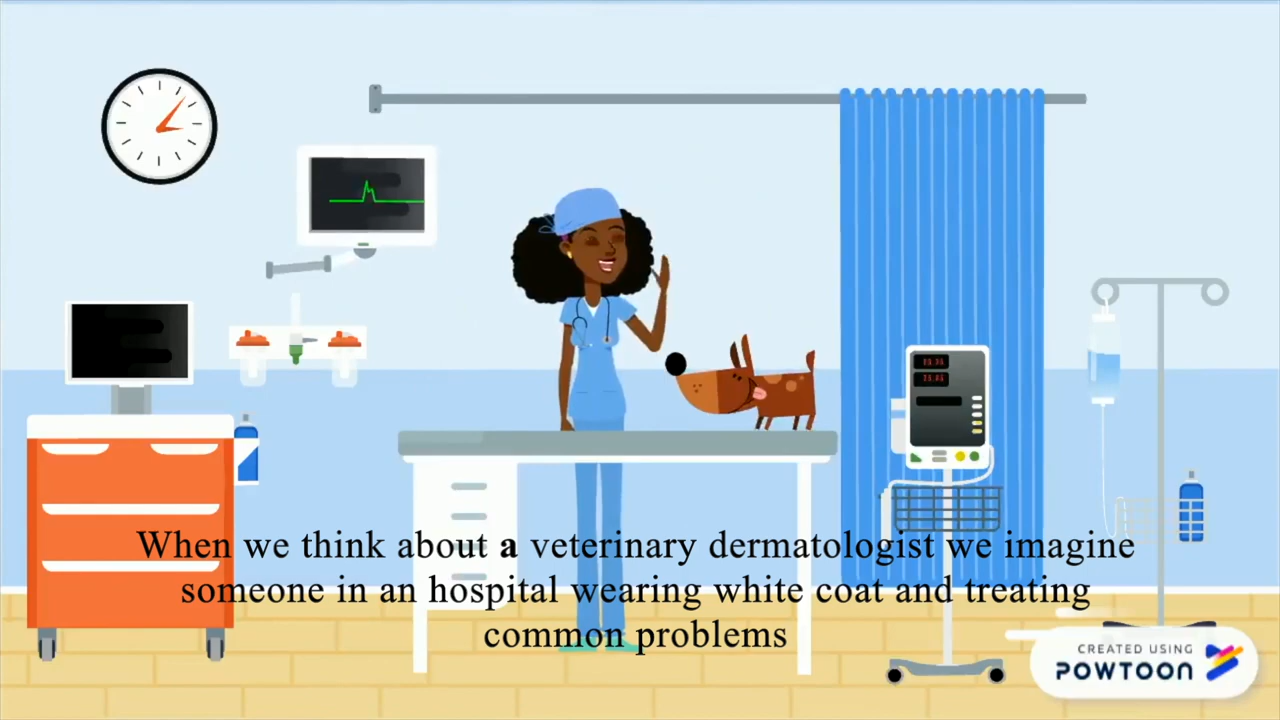 When we think about a veterinary dermatologist we imagine
someone in an hospital wearing white coat and treating
common problems
CREATED USING
POWTOON